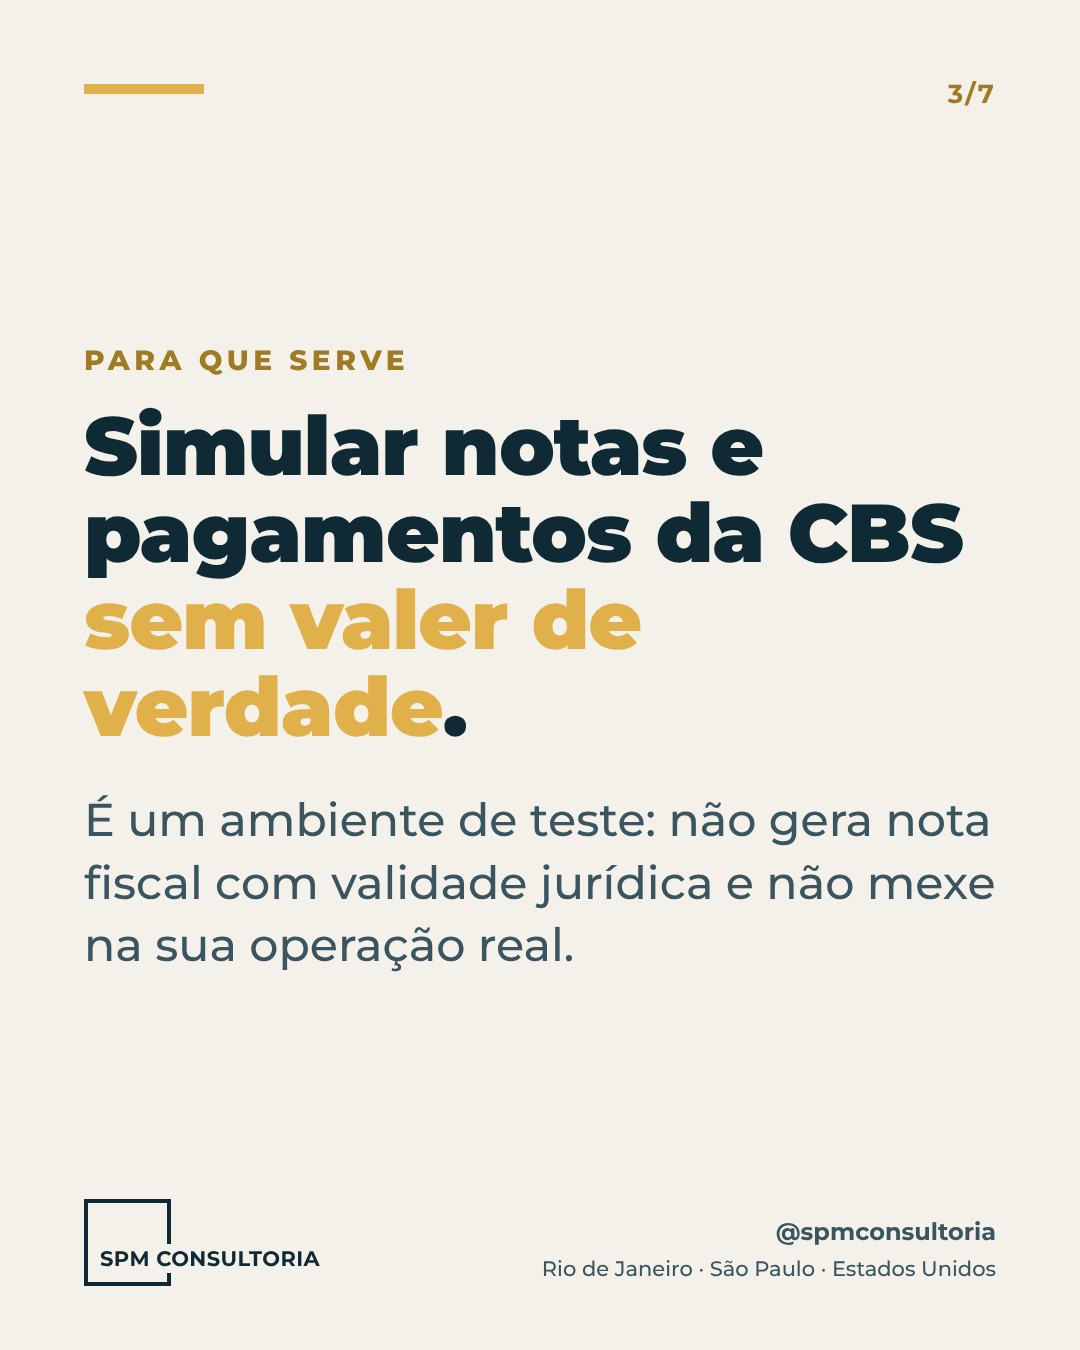 3/7
PARA QUE SERVE
Simular notas e
pagamentos da CBS
sem valer de
verdade.
É um ambiente de teste: não gera nota
fiscal com validade jurídica e não mexe
na sua operação real.
SPM CONSULTORIA
@spmconsultoria
Rio de Janeiro · São Paulo · Estados Unidos